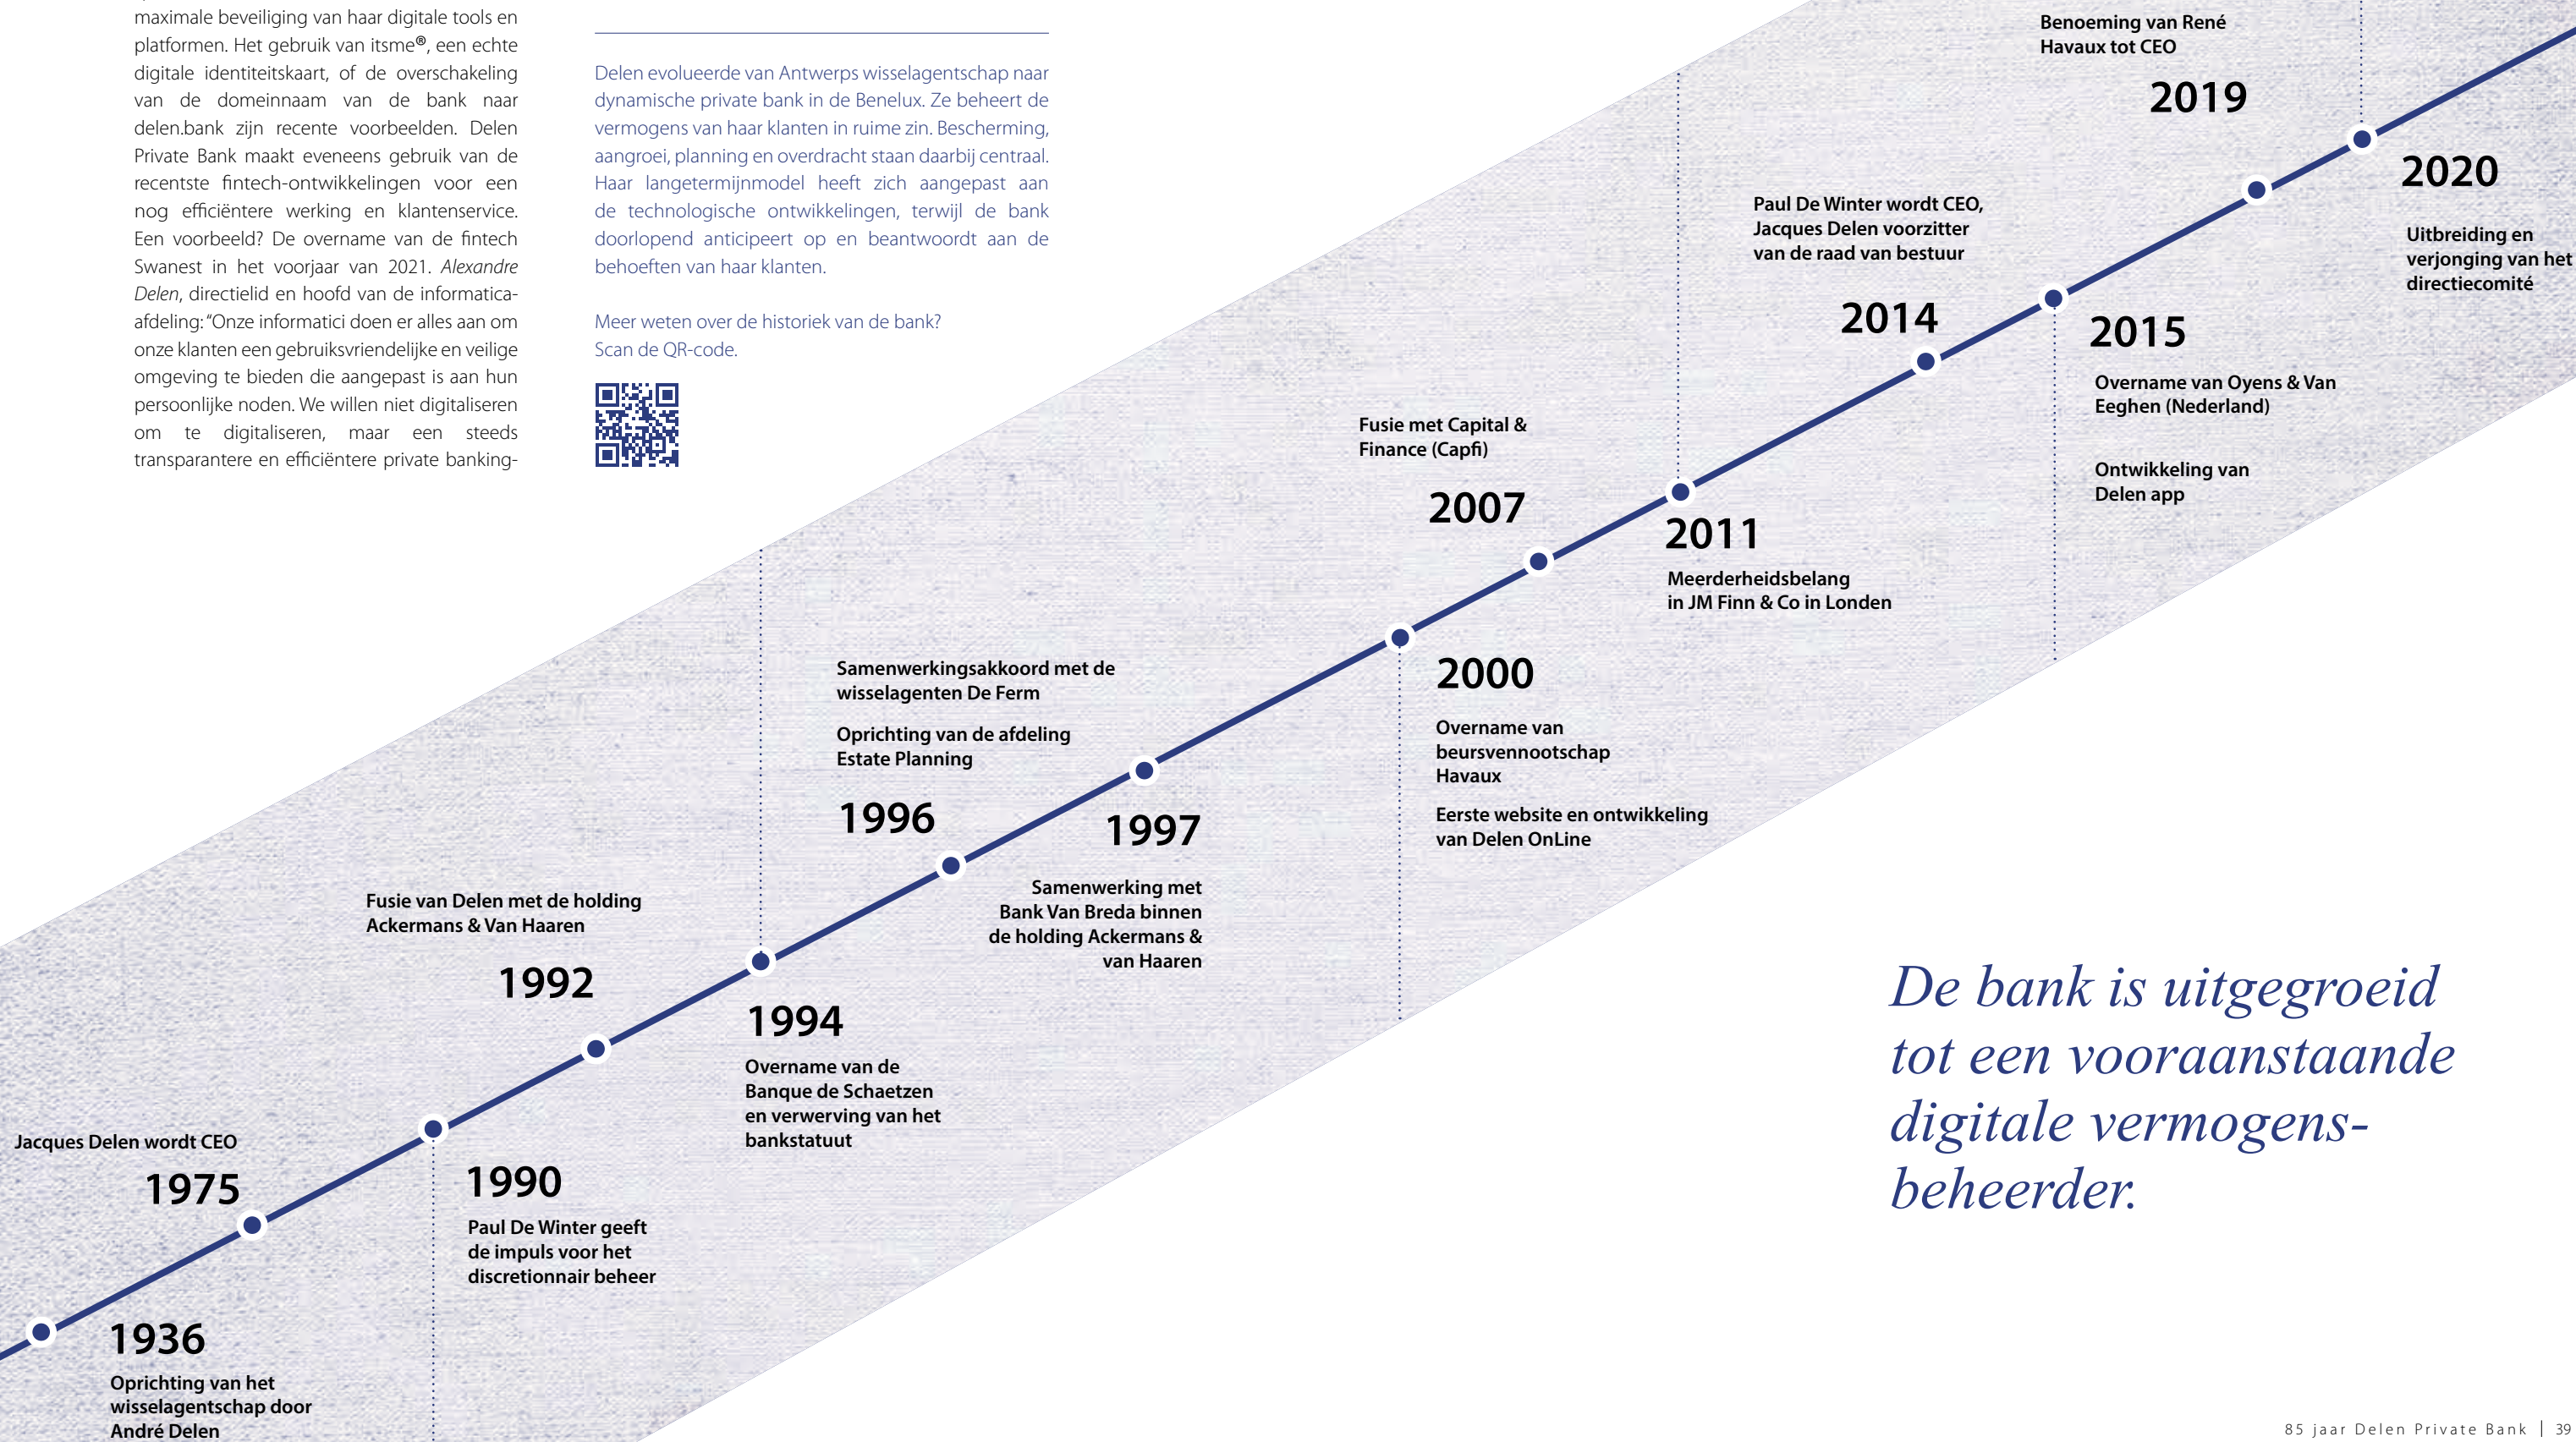 maximale beveiliging van haar digitale tools en
platformen. Het gebruik van itsme®, een echte
digitale identiteitskaart, of de overschakeling
van de domeinnaam van de bank naar
delen.bank zijn recente voorbeelden. Delen
Private Bank maakt eveneens gebruik van de
recentste fintech-ontwikkelingen voor een
nog efficiëntere werking en klantenservice.
Een voorbeeld? De overname van de fintech
Swanest in het voorjaar van 2021. Alexandre
Delen, directielid en hoofd van de informatica-
afdeling: “Onze informatici doen er alles aan om
onze klanten een gebruiksvriendelijke en veilige
omgeving te bieden die aangepast is aan hun
persoonlijke noden. We willen niet digitaliseren
om te digitaliseren, maar een steeds
transparantere en efficiëntere private banking-
Delen evolueerde van Antwerps wisselagentschap naar
dynamische private bank in de Benelux. Ze beheert de
vermogens van haar klanten in ruime zin. Bescherming,
aangroei, planning en overdracht staan daarbij centraal.
Haar langetermijnmodel heeft zich aangepast aan
de technologische ontwikkelingen, terwijl de bank
doorlopend anticipeert op en beantwoordt aan de
behoeften van haar klanten.
Meer weten over de historiek van de bank?
Scan de QR-code.
1936
Oprichting van het
wisselagentschap door
André Delen
Jacques Delen wordt CEO
1975
1990
Paul De Winter geeft
de impuls voor het
discretionnair beheer
Fusie van Delen met de holding
Ackermans & Van Haaren
1992
1994
Overname van de
Banque de Schaetzen
en verwerving van het
bankstatuut
Samenwerkingsakkoord met de
wisselagenten De Ferm
Oprichting van de afdeling
Estate Planning
1996
1997
Samenwerking met
Bank Van Breda binnen
de holding Ackermans &
van Haaren
2000
Overname van
beursvennootschap
Havaux
Eerste website en ontwikkeling
van Delen OnLine
Fusie met Capital &
Finance (Capfi)
2007
2011
Meerderheidsbelang
in JM Finn & Co in Londen
Paul De Winter wordt CEO,
Jacques Delen voorzitter
van de raad van bestuur
2014
2015
Overname van Oyens & Van
Eeghen (Nederland)
Ontwikkeling van
Delen app
Benoeming van René
Havaux tot CEO
2019
2020
Uitbreiding en
verjonging van het
directiecomité
De bank is uitgegroeid
tot een vooraanstaande
digitale vermogens-
beheerder.
85 jaar Delen Private Bank | 39